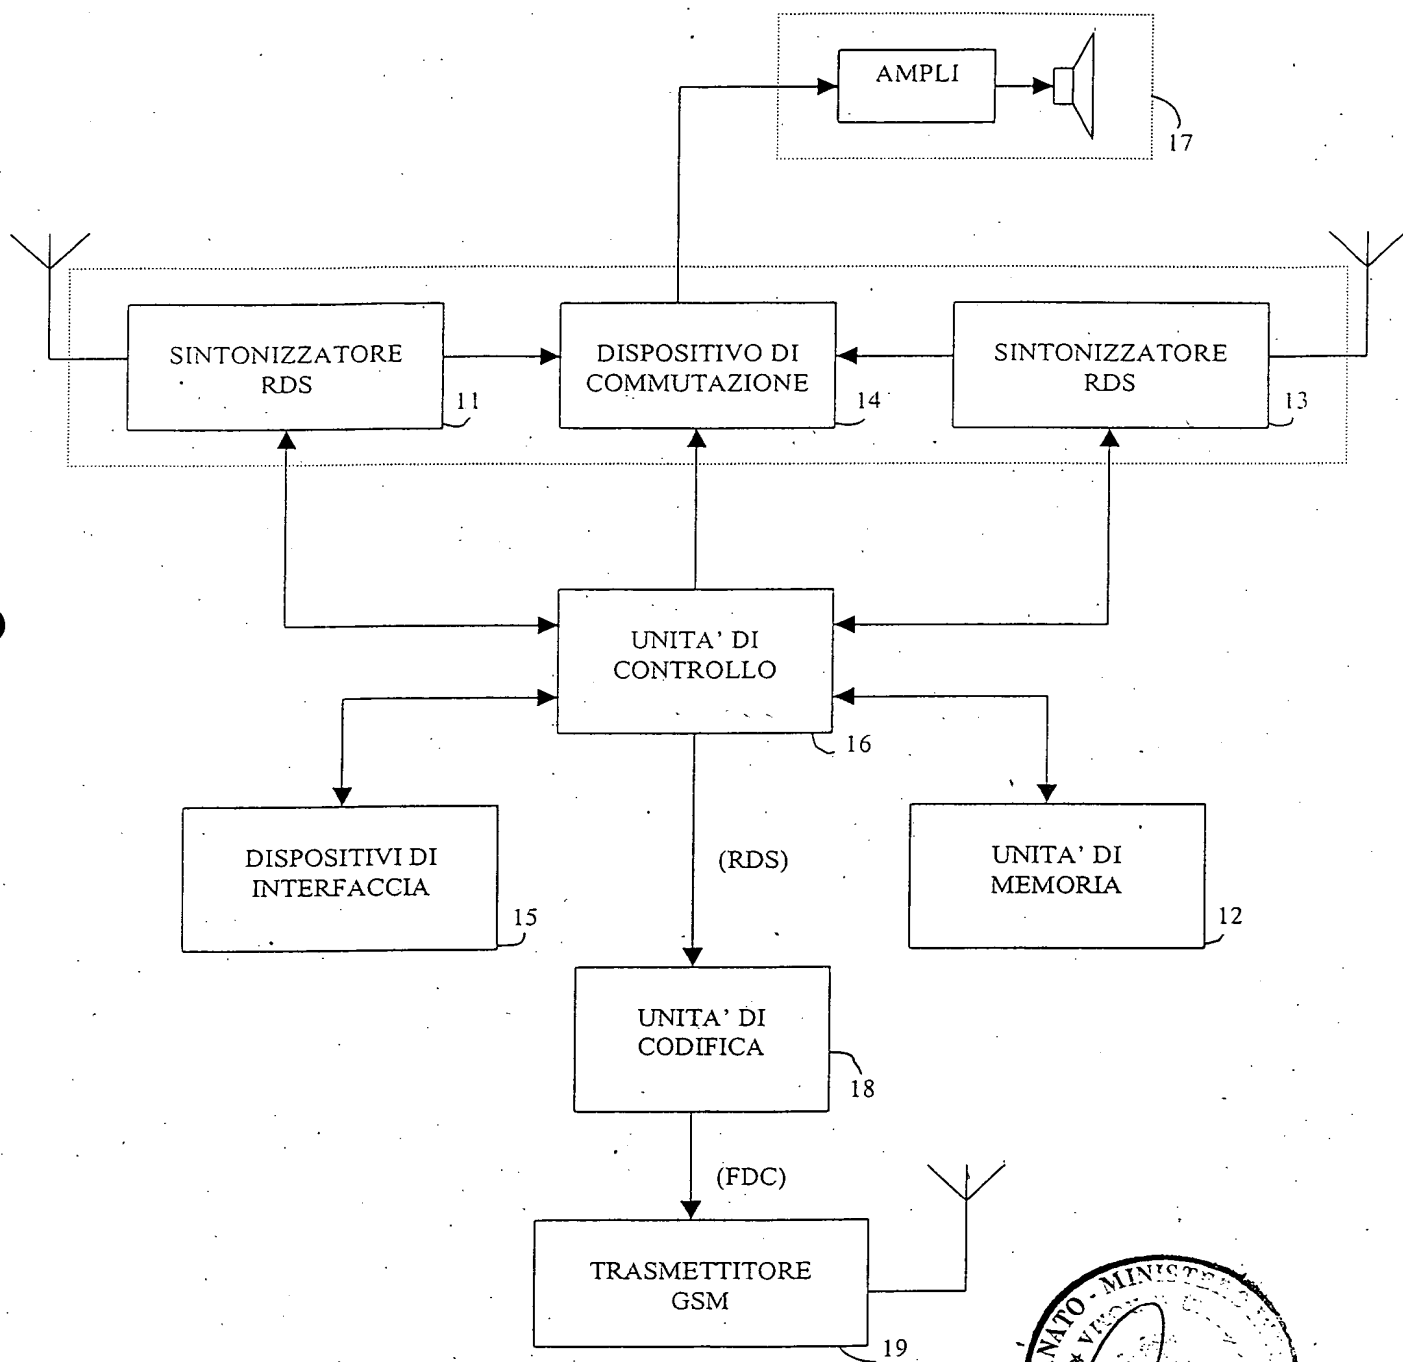 AMPLI
17
SINTONIZZATORE
RDS
11
DISPOSITIVO DI
COMMUTAZIONE
14
SINTONIZZATORE
RDS
13
UNITA’ DI
CONTROLLO
16
DISPOSITIVI DI
INTERFACCIA
15
(RDS)
UNITA’ DI
MEMORIA
12
UNITA’ DI
CODIFICA
18
(FDC)
TRASMETTITORE
GSM
19